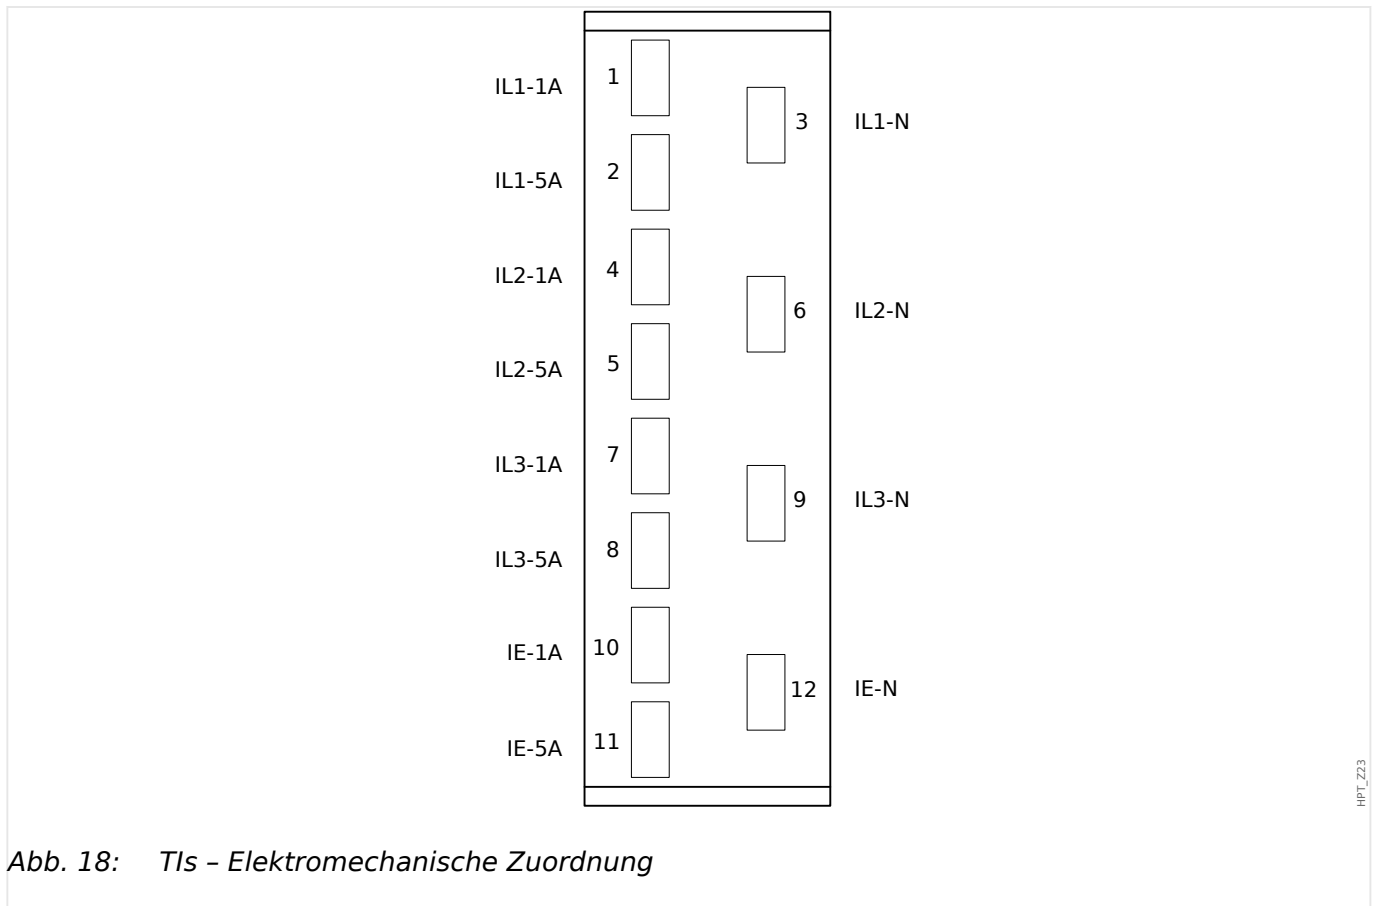 IL1-1A 1
3 IL1-N
IL1-5A 2
IL2-1A 4
6 IL2-N
IL2-5A 5
IL3-1A 7
9 IL3-N
IL3-5A 8
IE-1A 10
12 IE-N
IE-5A 11
HPT_Z23
Abb. 18: TIs – Elektromechanische Zuordnung